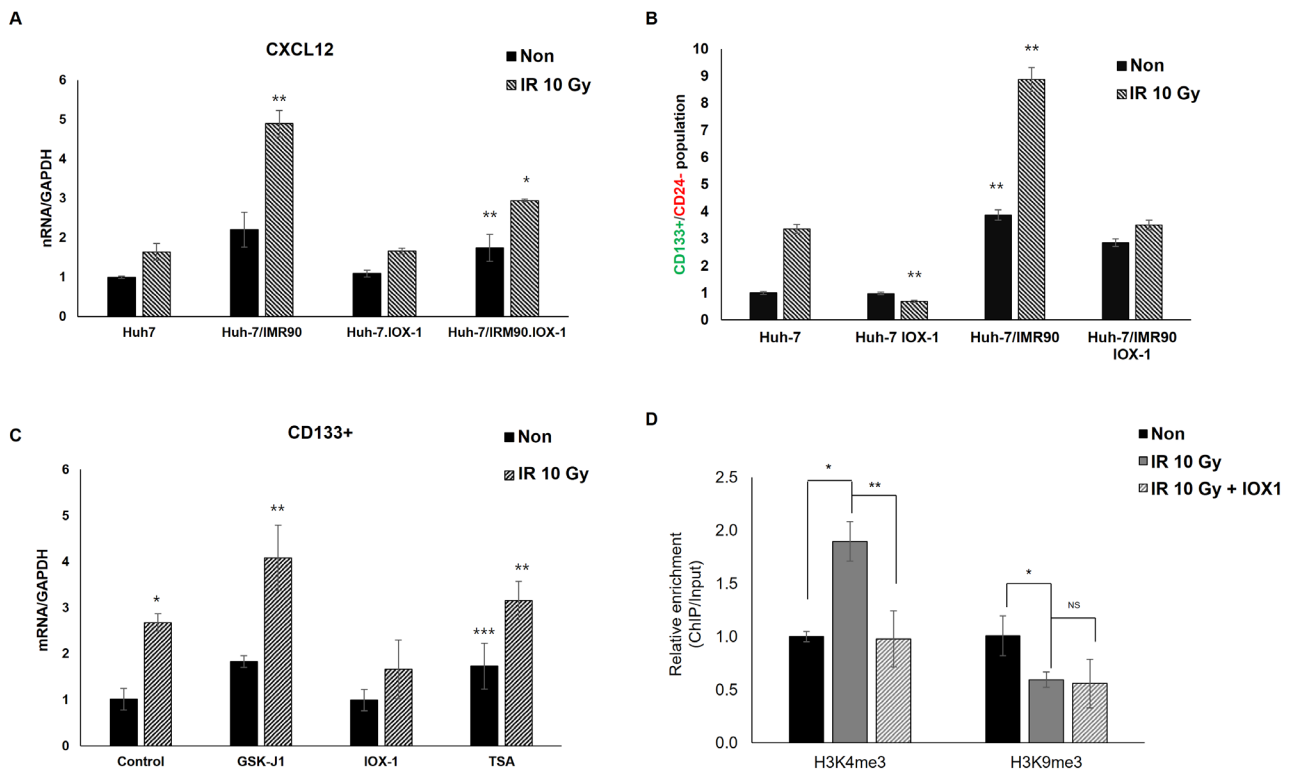 A
CXCL12
Non
IR 10 Gy
nRNA/GAPDH
6
5
4
3
2
1
0
**
**
*
Huh7
Huh-7/IMR90
Huh-7.IOX-1
Huh-7/IRM90.IOX-1
B
Non
IR 10 Gy
CD133+/CD24- population
10
9
8
7
6
5
4
3
2
1
0
**
**
**
Huh-7
Huh-7 IOX-1
Huh-7/IMR90
Huh-7/IMR90
IOX-1
C
CD133+
Non
IR 10 Gy
mRNA/GAPDH
6
5
4
3
2
1
0
*
**
***
**
Control
GSK-J1
IOX-1
TSA
D
Non
IR 10 Gy
IR 10 Gy + IOX1
Relative enrichment
(ChIP/Input)
2.5
2.0
1.5
1.0
0.5
0.0
*
**
*
NS
H3K4me3
H3K9me3